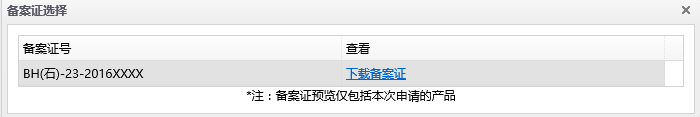 备案证选择
备案证号 查看
BH(石)-23-2016XXXX 下载备案证
*注：备案证预览仅包括本次申请的产品